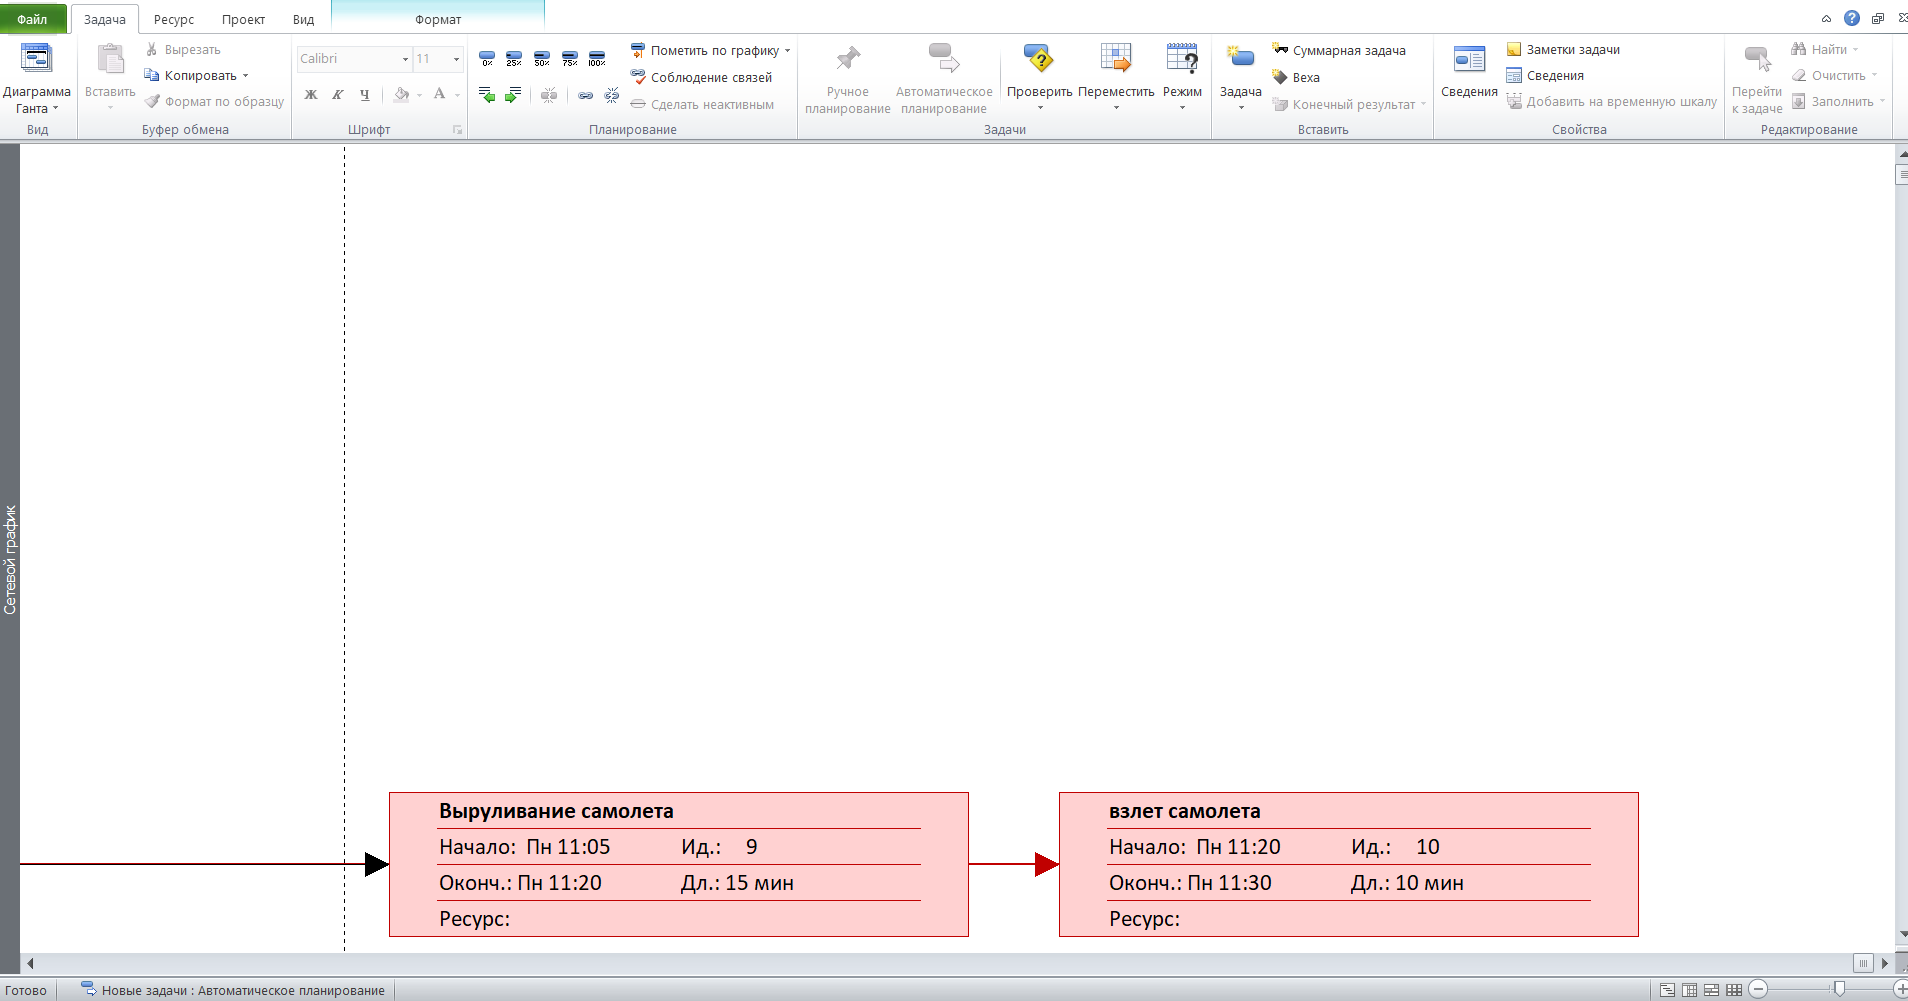 Файл Задача Ресурс Проект Вид Формат
Диаграмма Ганта
Вид
Вставить
Вырезать
Копировать
Формат по образцу
Буфер обмена
Calibri 11
Ж К Ч А
Шрифт
0% 25% 50% 75% 100%
Пометить по графику
Соблюдение связей
Сделать неактивным
Планирование
Ручное планирование
Автоматическое планирование
Проверить
Переместить
Режим
Задачи
Задача
Суммарная задача
Веха
Конечный результат
Вставить
Сведения
Заметки задачи
Сведения
Добавить на временную шкалу
Свойства
Перейти к задаче
Найти
Очистить
Заполнить
Редактирование
Сетевой график
Выруливание самолета
Начало: Пн 11:05 Ид.: 9
Оконч.: Пн 11:20 Дл.: 15 мин
Ресурс:
взлет самолета
Начало: Пн 11:20 Ид.: 10
Оконч.: Пн 11:30 Дл.: 10 мин
Ресурс:
Готово
Новые задачи : Автоматическое планирование